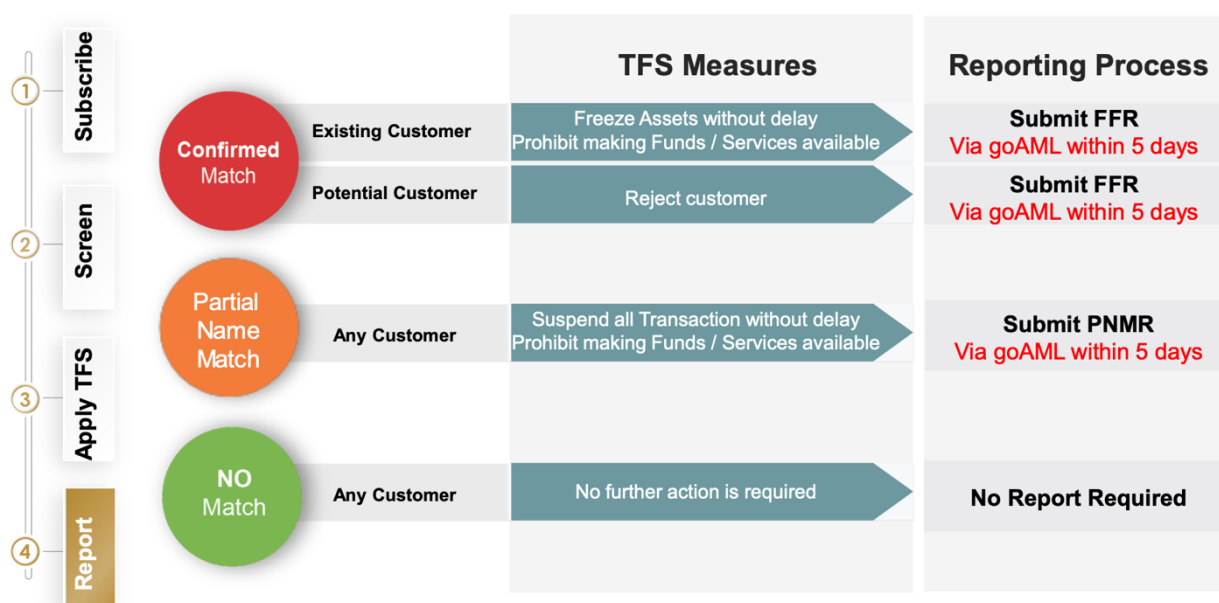 1
Subscribe
2
Screen
3
Apply TFS
4
Report
TFS Measures
Reporting Process
Confirmed
Match
Existing Customer
Freeze Assets without delay
Prohibit making Funds / Services available
Submit FFR
Via goAML within 5 days
Potential Customer
Reject customer
Submit FFR
Via goAML within 5 days
Partial
Name
Match
Any Customer
Suspend all Transaction without delay
Prohibit making Funds / Services available
Submit PNMR
Via goAML within 5 days
NO
Match
Any Customer
No further action is required
No Report Required